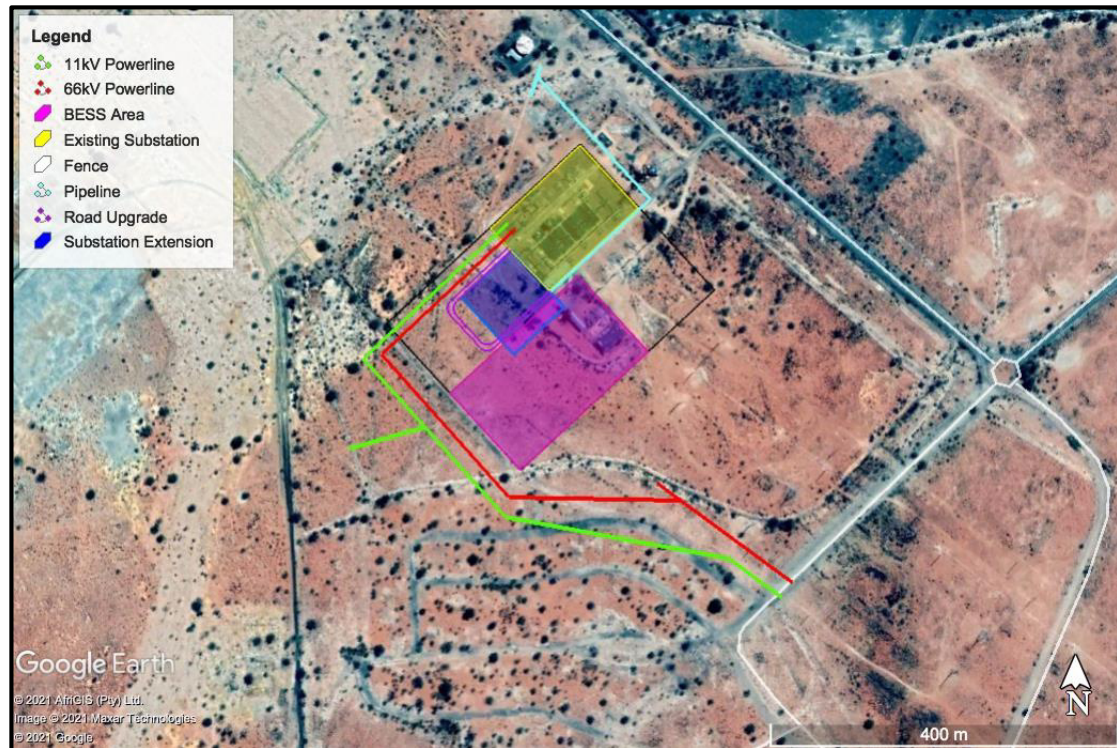 Legend
11kV Powerline
66kV Powerline
BESS Area
Existing Substation
Fence
Pipeline
Road Upgrade
Substation Extension
Google Earth
© 2021 AfriGIS (Pty) Ltd.
Image © 2021 Maxar Technologies
© 2021 Google
N
400 m